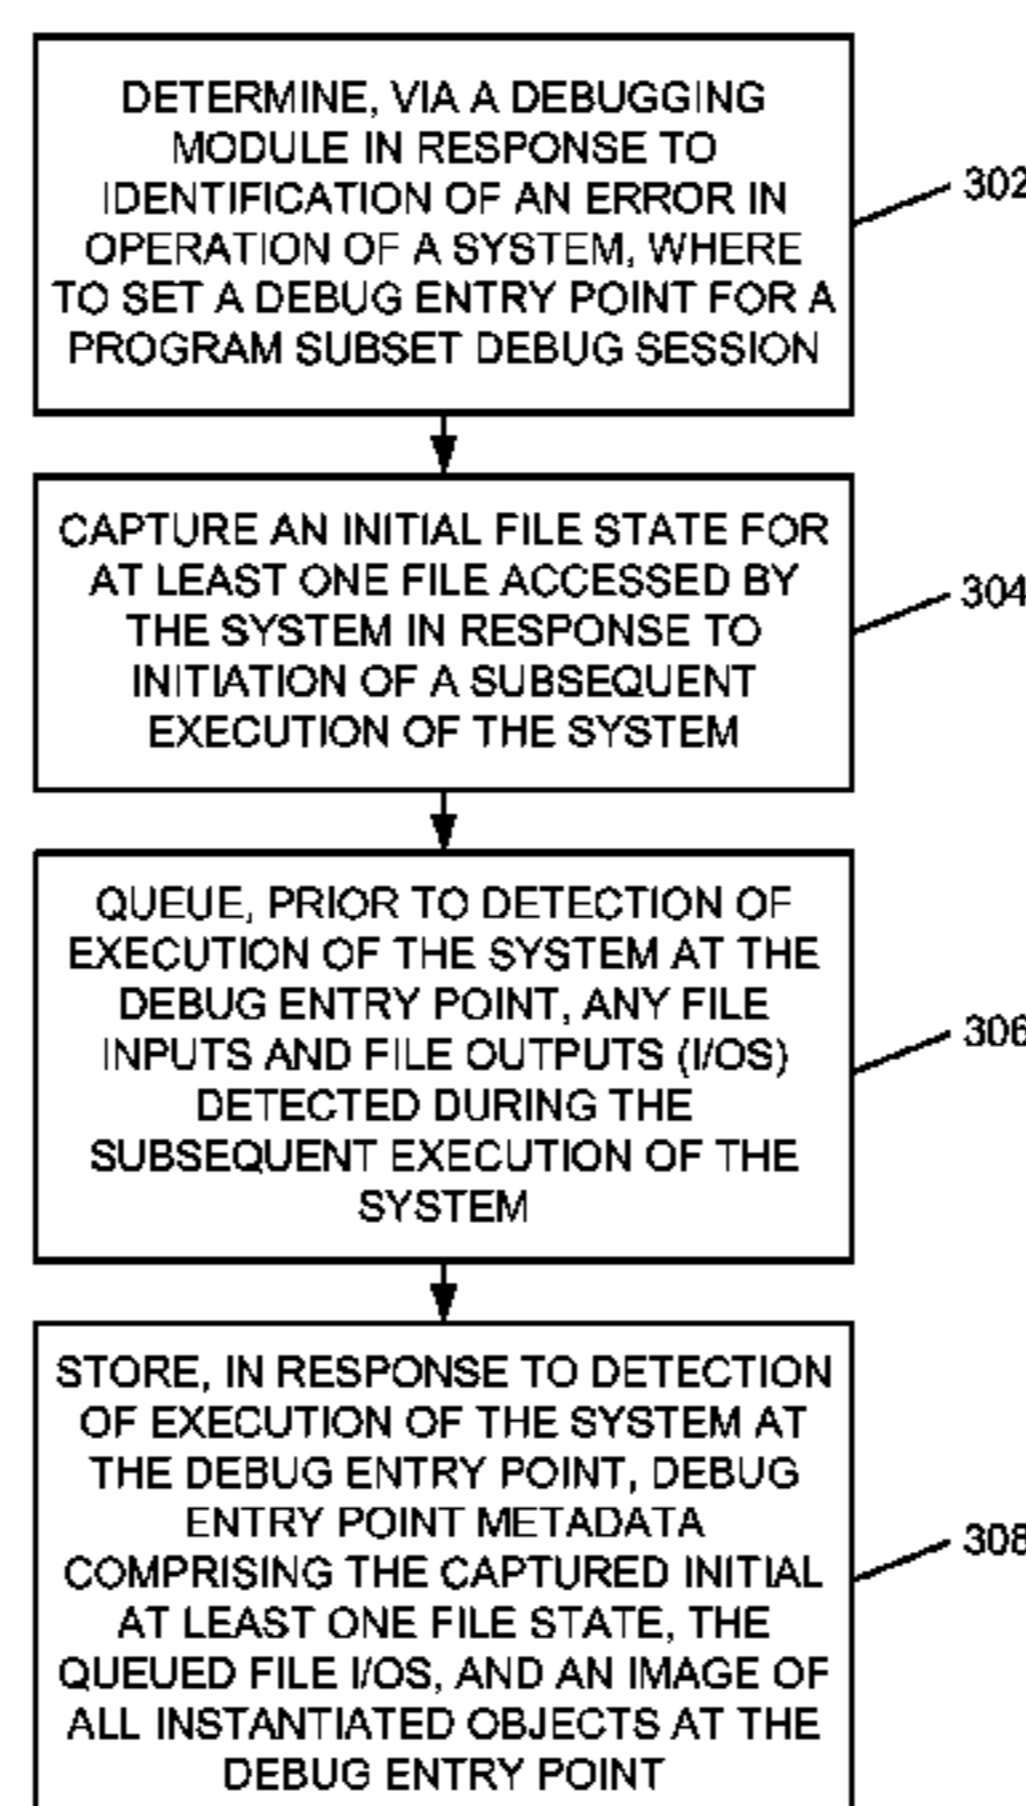 DETERMINE, VIA A DEBUGGING
MODULE IN RESPONSE TO
IDENTIFICATION OF AN ERROR IN
OPERATION OF A SYSTEM, WHERE
TO SET A DEBUG ENTRY POINT FOR A
PROGRAM SUBSET DEBUG SESSION
302
CAPTURE AN INITIAL FILE STATE FOR
AT LEAST ONE FILE ACCESSED BY
THE SYSTEM IN RESPONSE TO
INITIATION OF A SUBSEQUENT
EXECUTION OF THE SYSTEM
304
QUEUE, PRIOR TO DETECTION OF
EXECUTION OF THE SYSTEM AT THE
DEBUG ENTRY POINT, ANY FILE
INPUTS AND FILE OUTPUTS (I/OS)
DETECTED DURING THE
SUBSEQUENT EXECUTION OF THE
SYSTEM
306
STORE, IN RESPONSE TO DETECTION
OF EXECUTION OF THE SYSTEM AT
THE DEBUG ENTRY POINT, DEBUG
ENTRY POINT METADATA
COMPRISING THE CAPTURED INITIAL
AT LEAST ONE FILE STATE, THE
QUEUED FILE I/OS, AND AN IMAGE OF
ALL INSTANTIATED OBJECTS AT THE
DEBUG ENTRY POINT
308